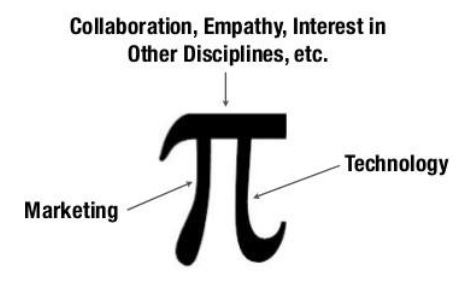 Collaboration, Empathy, Interest in
Other Disciplines, etc.
π
Technology
Marketing